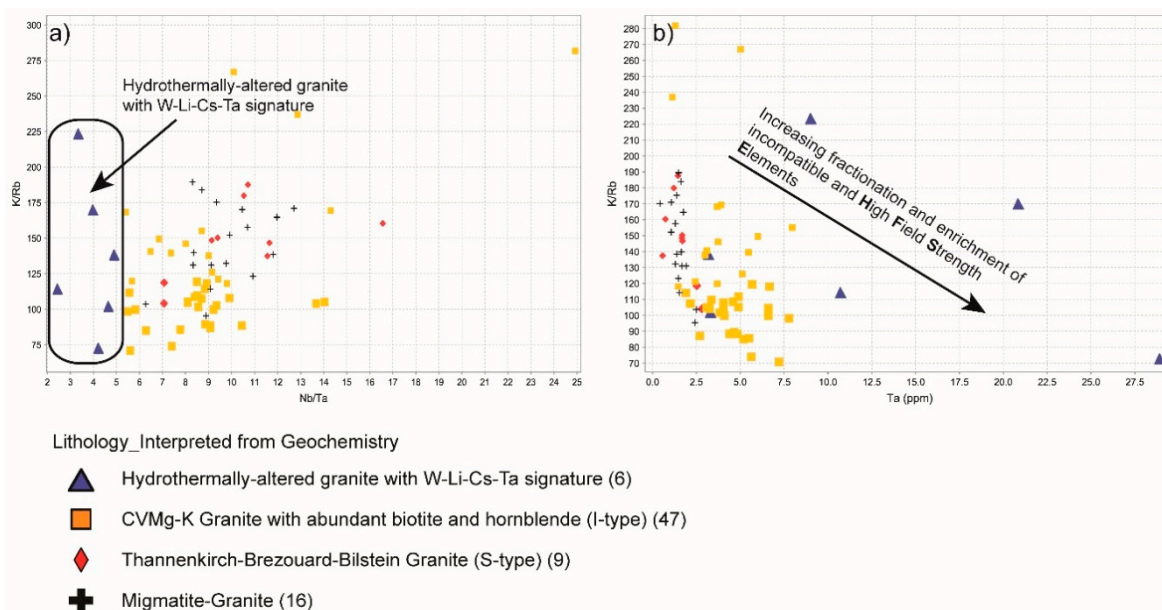 a)
300
275
250
225
200
175
150
125
100
75
K/Rb
Hydrothermally-altered granite
with W-Li-Cs-Ta signature
2 3 4 5 6 7 8 9 10 11 12 13 14 15 16 17 18 19 20 21 22 23 24 25
Nb/Ta
b)
280
270
260
250
240
230
220
210
200
190
180
170
160
150
140
130
120
110
100
90
80
70
K/Rb
Increasing fractionation and enrichment of
incompatible and High Field Strength
Elements
0.0 2.5 5.0 7.5 10.0 12.5 15.0 17.5 20.0 22.5 25.0 27.5
Ta (ppm)
Lithology_Interpreted from Geochemistry
Hydrothermally-altered granite with W-Li-Cs-Ta signature (6)
CVMg-K Granite with abundant biotite and hornblende (I-type) (47)
Thannenkirch-Brezouard-Bilstein Granite (S-type) (9)
Migmatite-Granite (16)